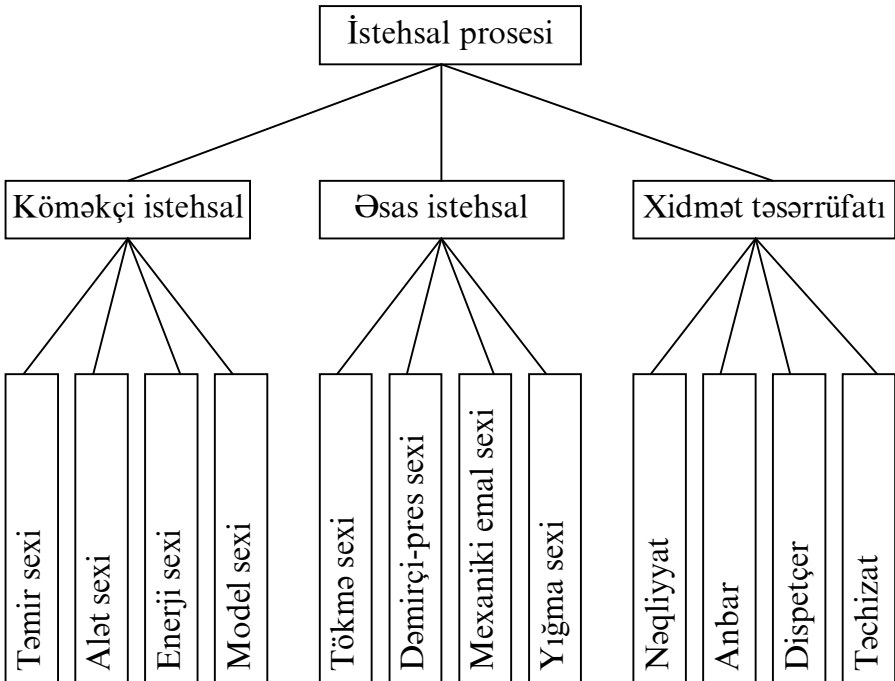 İstehsal prosesi
Köməkçi istehsal
Əsas istehsal
Xidmət təsərrüfatı
Təmir sexi
Alət sexi
Enerji sexi
Model sexi
Tökmə sexi
Dəmirçi-pres sexi
Mexaniki emal sexi
Yığma sexi
Nəqliyyat
Anbar
Dispetçer
Təchizat